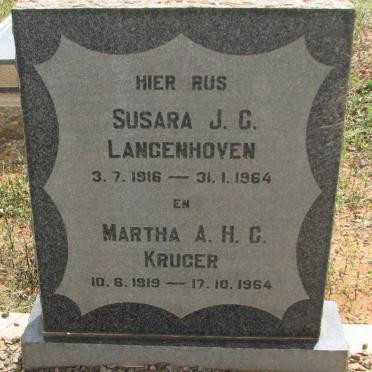 HIER RUS
SUSARA J. C.
LANGENHOVEN
3. 7. 1916 — 31. 1. 1964
EN
MARTHA A. H. C.
KRUGER
10. 6. 1919 — 17. 10. 1964